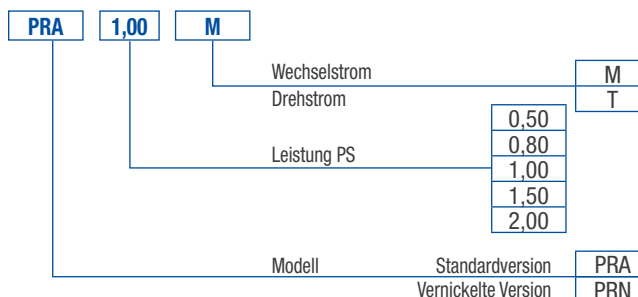 PRA 1,00 M
Wechselstrom M
Drehstrom T
0,50
0,80
Leistung PS 1,00
1,50
2,00
Modell Standardversion PRA
Vernickelte Version PRN